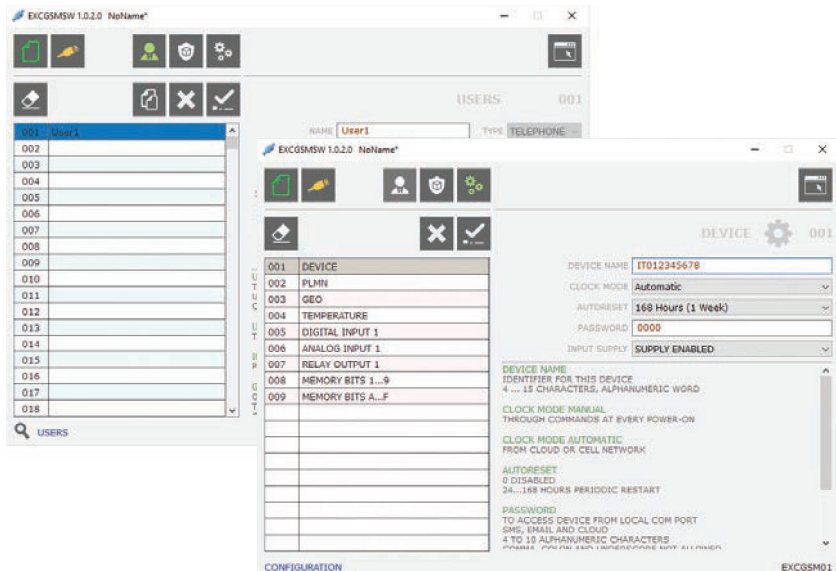 EXCGSMSW 1.0.2.0 NoName*
USERS 001
NAME User1 TYPE TELEPHONE
001 User1
002
003
004
005
006
007
008
009
010
011
012
013
014
015
016
017
018
USERS
EXCGSMSW 1.0.2.0 NoName*
DEVICE 001
001 DEVICE
002 PLMN
003 GEO
004 TEMPERATURE
005 DIGITAL INPUT 1
006 ANALOG INPUT 1
007 RELAY OUTPUT 1
008 MEMORY BITS 1...9
009 MEMORY BITS A...F
DEVICE NAME IT012345678
CLOCK MODE Automatic
AUTORESET 168 Hours (1 Week)
PASSWORD 0000
INPUT SUPPLY SUPPLY ENABLED
DEVICE NAME
IDENTIFIER FOR THIS DEVICE
4 ... 15 CHARACTERS, ALPHANUMERIC WORD
CLOCK MODE MANUAL
THROUGH COMMANDS AT EVERY POWER-ON
CLOCK MODE AUTOMATIC
FROM CLOUD OR CELL NETWORK
AUTORESET
0 DISABLED
24...168 HOURS PERIODIC RESTART
PASSWORD
TO ACCESS DEVICE FROM LOCAL COM PORT
SMS, EMAIL AND CLOUD
4 TO 10 ALPHANUMERIC CHARACTERS
COMMA, COLON AND UNDERSCORE NOT ALLOWED
CONFIGURATION
EXCGSM01